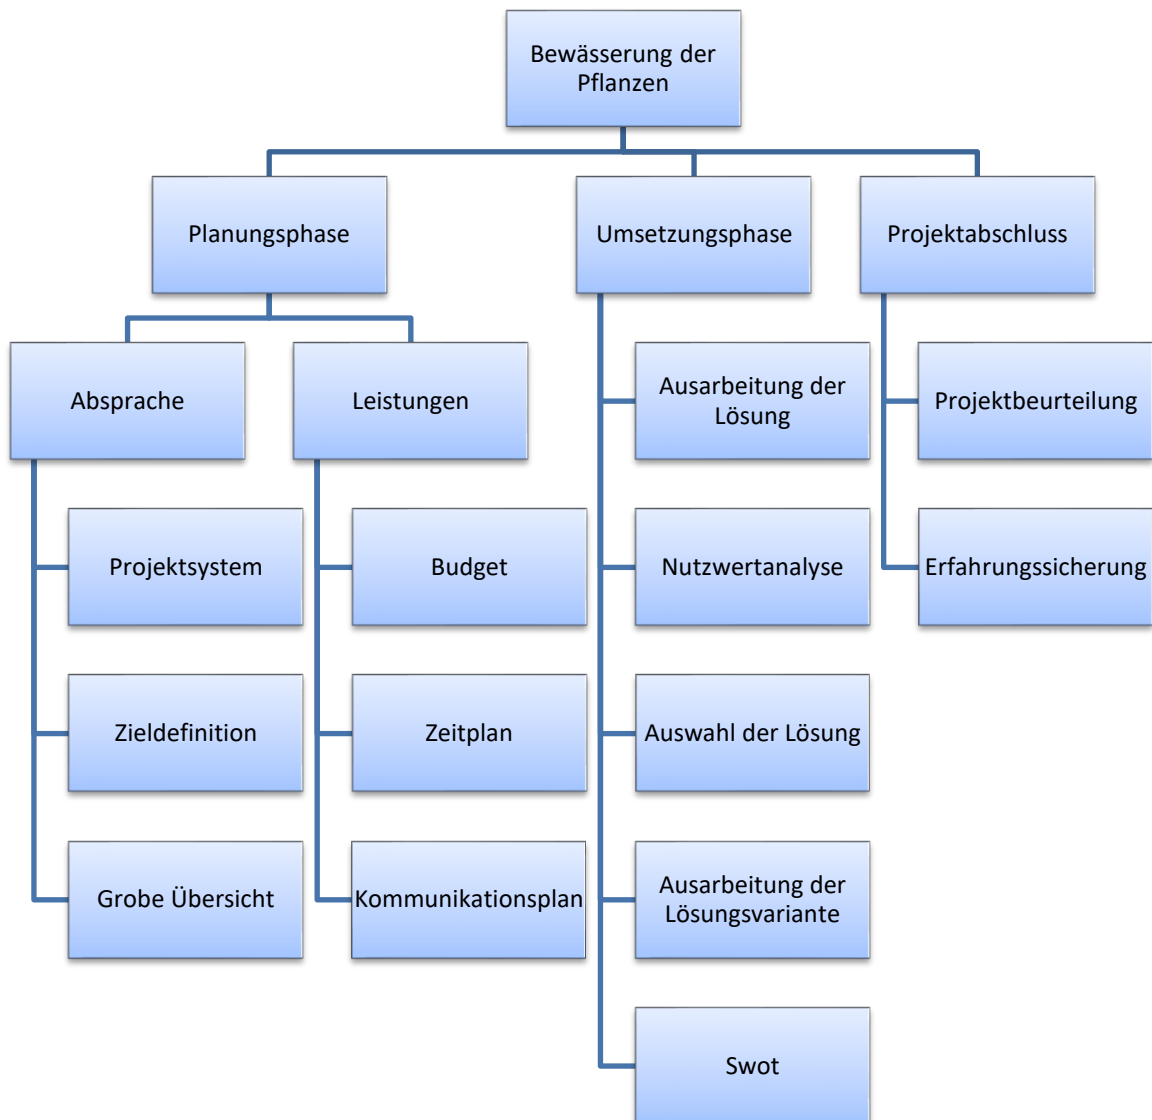 Bewässerung der
Pflanzen
Planungsphase
Umsetzungsphase
Projektabschluss
Absprache
Leistungen
Ausarbeitung der
Lösung
Projektbeurteilung
Projektsystem
Budget
Nutzwertanalyse
Erfahrungssicherung
Zieldefinition
Zeitplan
Auswahl der Lösung
Grobe Übersicht
Kommunikationsplan
Ausarbeitung der
Lösungsvariante
Swot